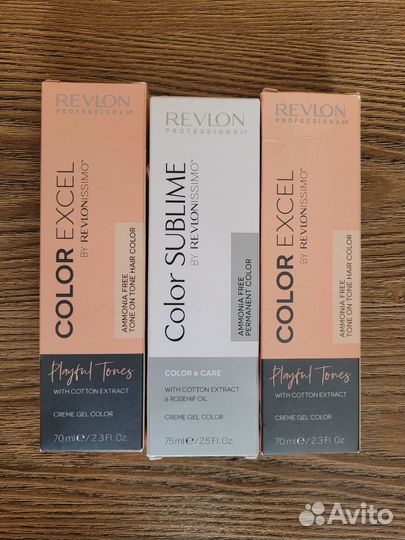 REVLON
PROFESSIONAL®
COLOR EXCEL
BY REVLONISSIMO™
AMMONIA FREE
TONE ON TONE HAIR COLOR
Playful Tones
WITH COTTON EXTRACT
CREME GEL COLOR
70 ml ℮ / 2.3 Fl. Oz.
REVLON
PROFESSIONAL®
Color SUBLIME
BY REVLONISSIMO™
AMMONIA FREE
PERMANENT COLOR
COLOR & CARE
WITH COTTON EXTRACT
& ROSEHIP OIL
CREME GEL COLOR
75 ml ℮ / 2.5 Fl. Oz.
REVLON
PROFESSIONAL®
COLOR EXCEL
BY REVLONISSIMO™
AMMONIA FREE
TONE ON TONE HAIR COLOR
Playful Tones
WITH COTTON EXTRACT
CREME GEL COLOR
70 ml ℮ / 2.3 Fl. Oz.
Avito